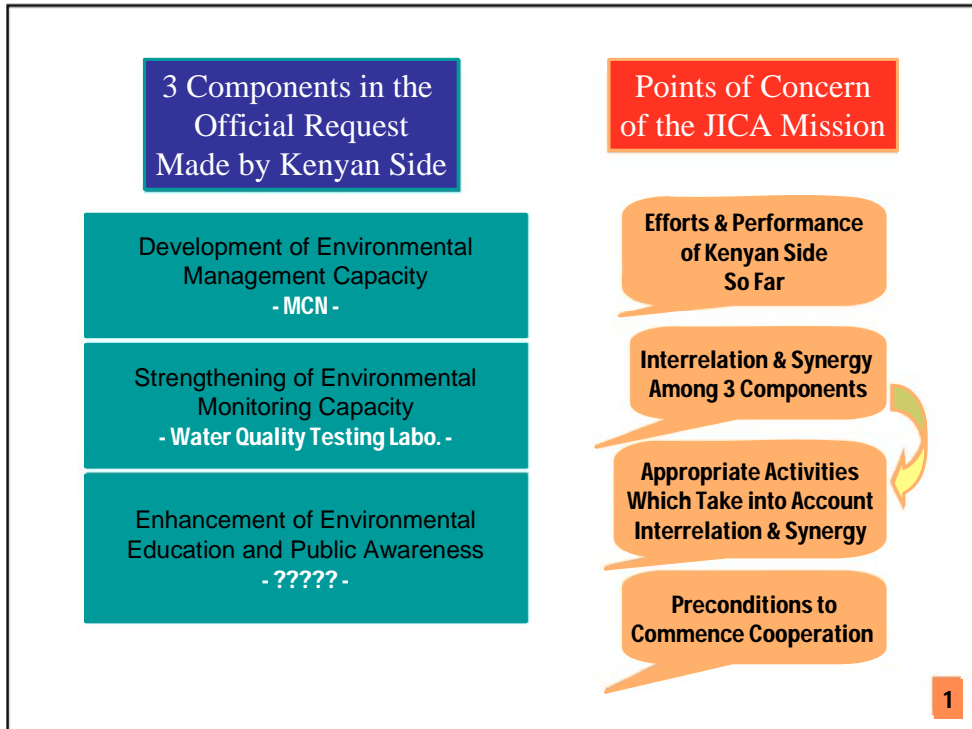 3 Components in the
Official Request
Made by Kenyan Side
Development of Environmental
Management Capacity
- MCN -
Strengthening of Environmental
Monitoring Capacity
- Water Quality Testing Labo. -
Enhancement of Environmental
Education and Public Awareness
- ????? -
Points of Concern
of the JICA Mission
Efforts & Performance
of Kenyan Side
So Far
Interrelation & Synergy
Among 3 Components
Appropriate Activities
Which Take into Account
Interrelation & Synergy
Preconditions to
Commence Cooperation
1